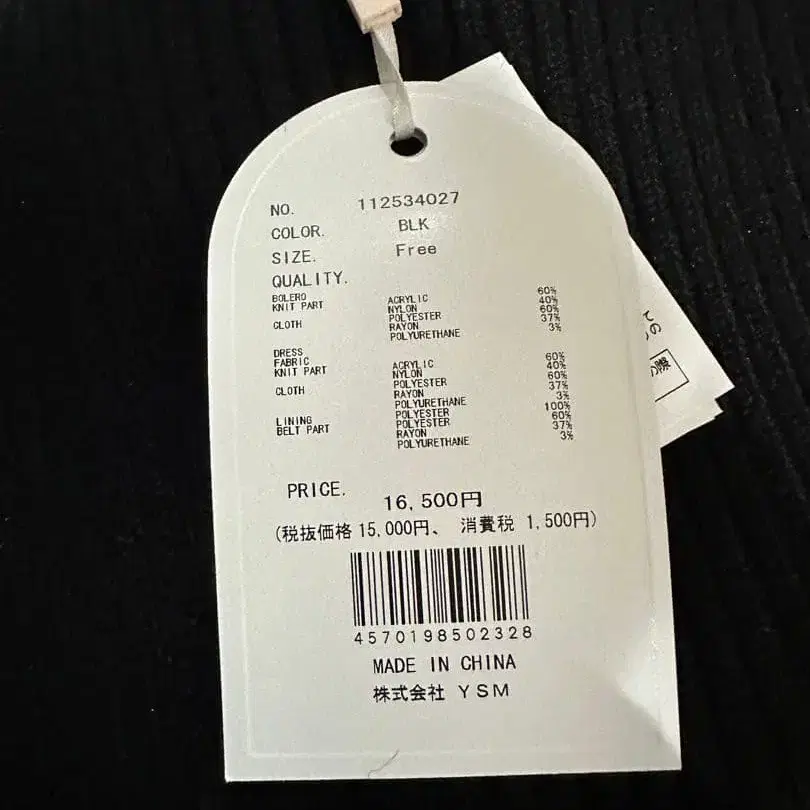 NO. 112534027
COLOR. BLK
SIZE. Free
QUALITY.
BOLERO
KNIT PART ACRYLIC 60%
NYLON 40%
CLOTH POLYESTER 60%
RAYON 37%
POLYURETHANE 3%
DRESS
FABRIC
KNIT PART ACRYLIC 60%
NYLON 40%
CLOTH POLYESTER 60%
RAYON 37%
POLYURETHANE 3%
LINING POLYESTER 100%
BELT PART POLYESTER 60%
RAYON 37%
POLYURETHANE 3%
PRICE. 16,500円
(税抜価格 15,000円、 消費税 1,500円)
4570198502328
MADE IN CHINA
株式会社 YSM